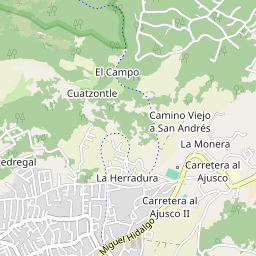 El Campo
Cuatzontle
Camino Viejo
a San Andrés
La Monera
edregal
Carretera al
Ajusco
La Herradura
Carretera al
Ajusco II
Miguel Hidalgo